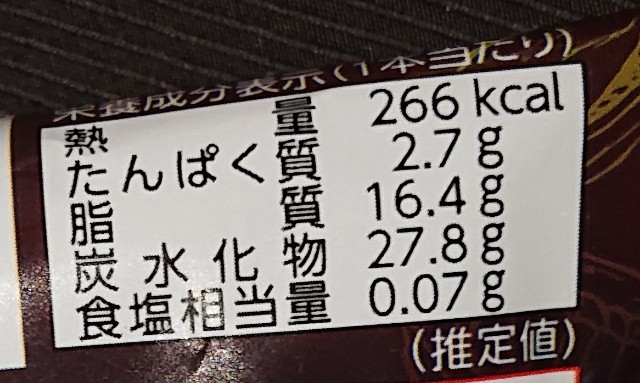 栄養成分表示(1本当たり)
熱量 266 kcal
たんぱく質 2.7 g
脂質 16.4 g
炭水化物 27.8 g
食塩相当量 0.07 g
(推定値)